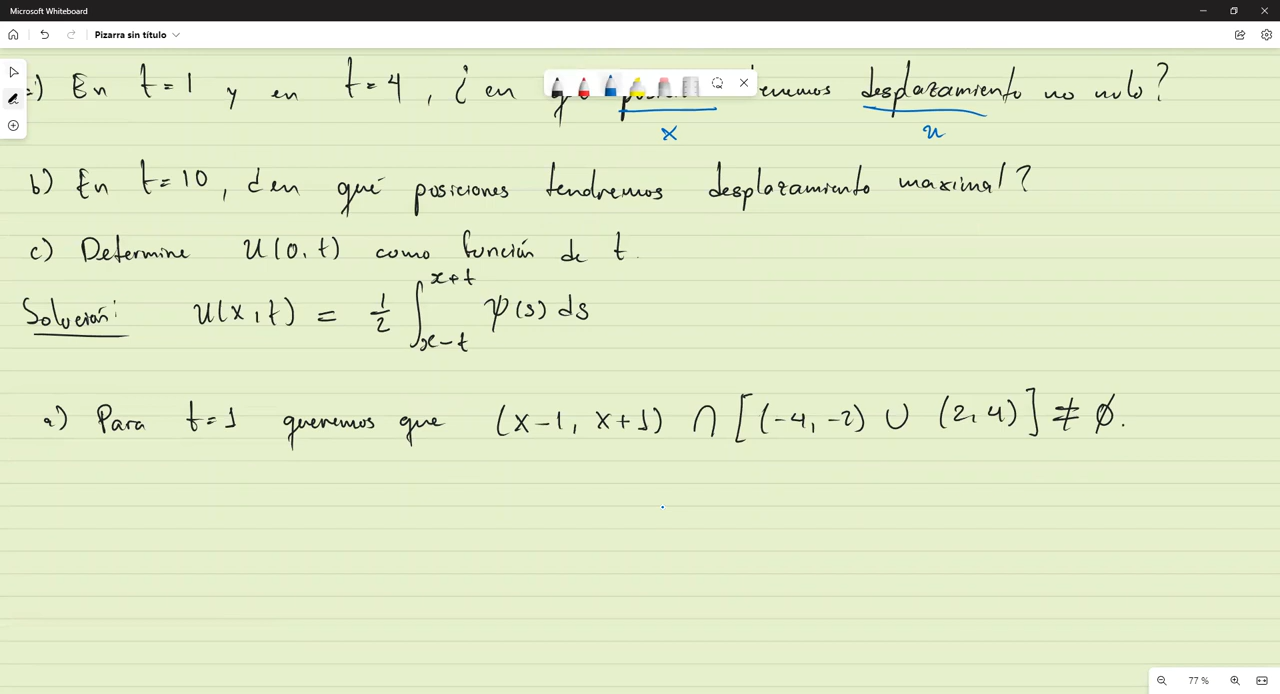 Microsoft Whiteboard
Pizarra sin título
a) En t=1 y en t=4, ¿en qué tenemos desplazamiento no nulo?
x u
b) En t=10, ¿en qué posiciones tendremos desplazamiento maximal?
c) Determine u(0,t) como función de t.
Solución: u(x,t) = 1/2 ∫_{x-t}^{x+t} ψ(s) ds
a) Para t=1 queremos que (x-1, x+1) ∩ [(-4,-2) ∪ (2,4)] ≠ ∅.
77 %